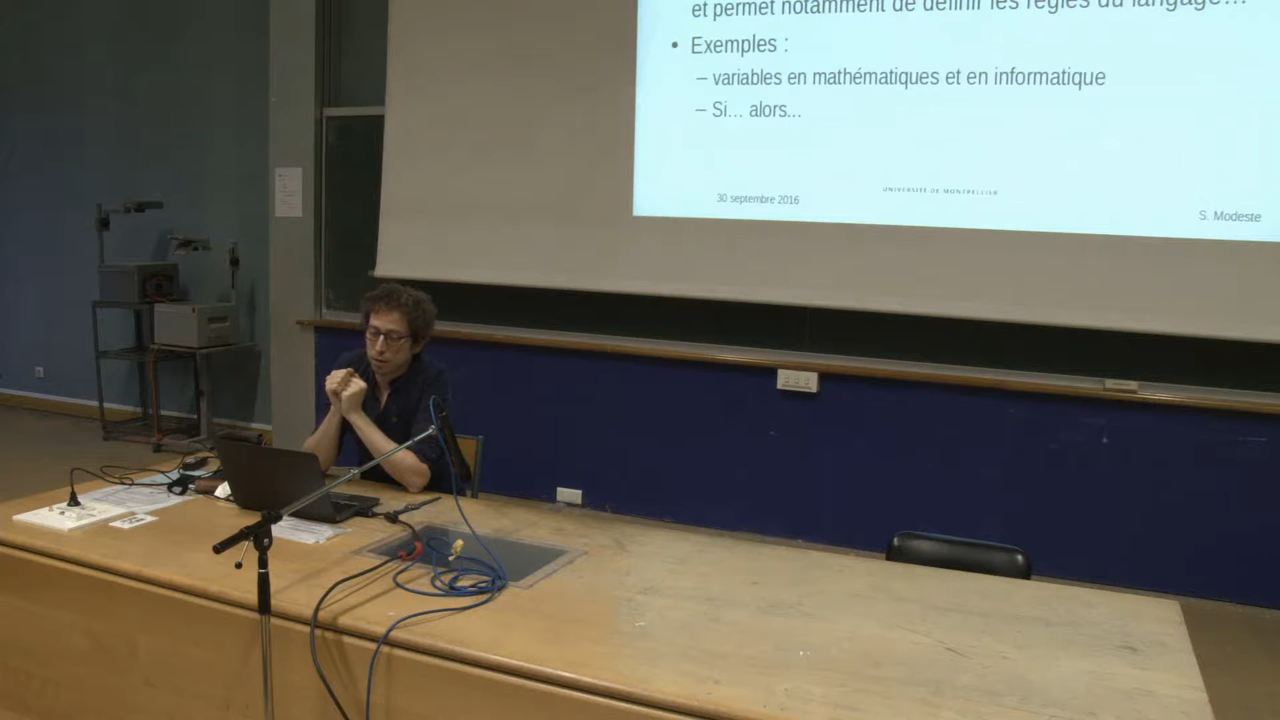 et permet notamment de définir les règles du langage…
• Exemples :
– variables en mathématiques et en informatique
– Si… alors...
30 septembre 2016
UNIVERSITÉ DE MONTPELLIER
S. Modeste